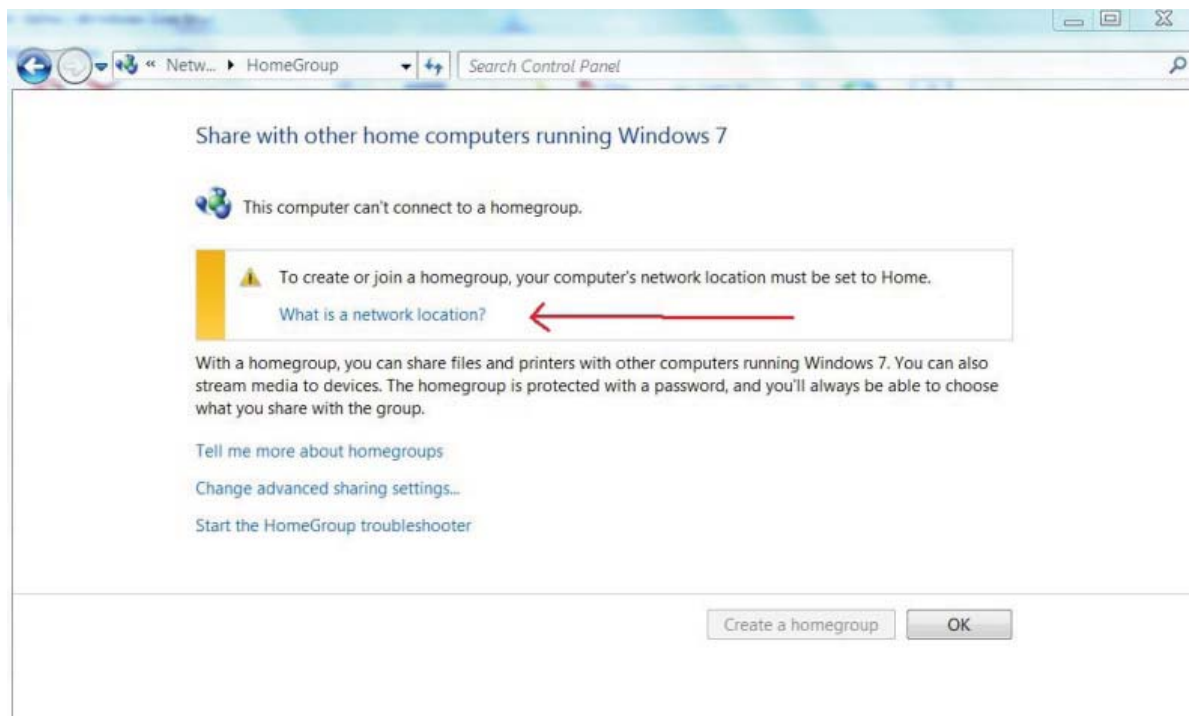 « Netw... HomeGroup Search Control Panel
Share with other home computers running Windows 7
This computer can't connect to a homegroup.
To create or join a homegroup, your computer's network location must be set to Home.
What is a network location?
With a homegroup, you can share files and printers with other computers running Windows 7. You can also
stream media to devices. The homegroup is protected with a password, and you'll always be able to choose
what you share with the group.
Tell me more about homegroups
Change advanced sharing settings...
Start the HomeGroup troubleshooter
Create a homegroup OK